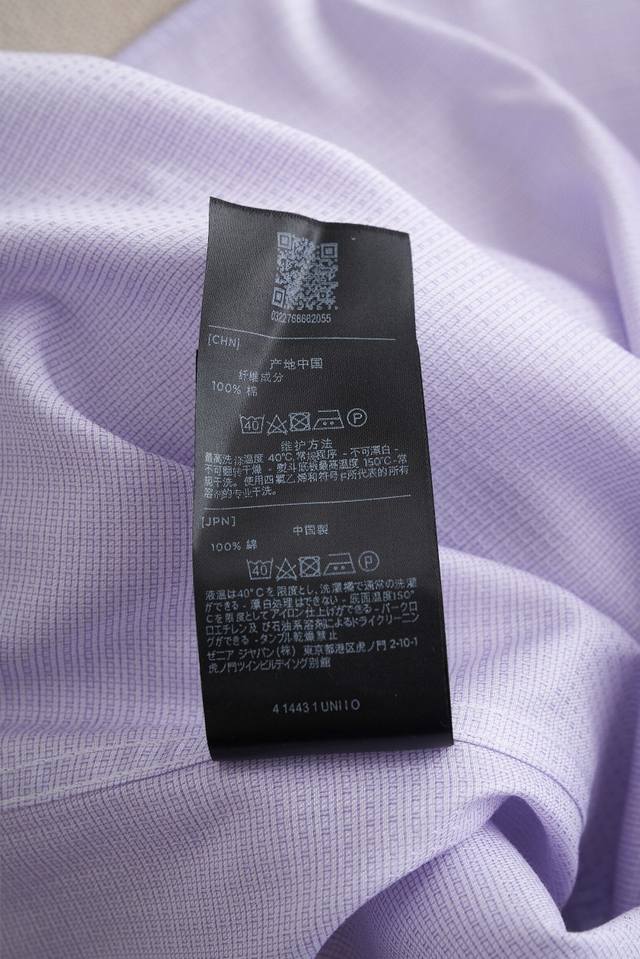 0322768682055
[CHN]
产地中国
纤维成分
100% 棉
40 P
维护方法
最高洗涤温度 40℃,常规程序 - 不可漂白 -
不可翻转干燥 - 熨斗底板最高温度 150℃-常
规干洗。使用四氯乙烯和符号F所代表的所有
溶剂的专业干洗。
[JPN]
中国製
100% 綿
40 P
液温は40°Cを限度とし、洗濯機で通常の洗濯
ができる - 漂白処理はできない - 底面温度150°
Cを限度としてアイロン仕上げができる - パークロ
ロエチレン及び石油系溶剤によるドライクリーニン
グができる -タンブル乾燥禁止
ゼニア ジャパン(株) 東京都港区虎ノ門 2-10-1
虎ノ門ツインビルディング別館
414431UNI10